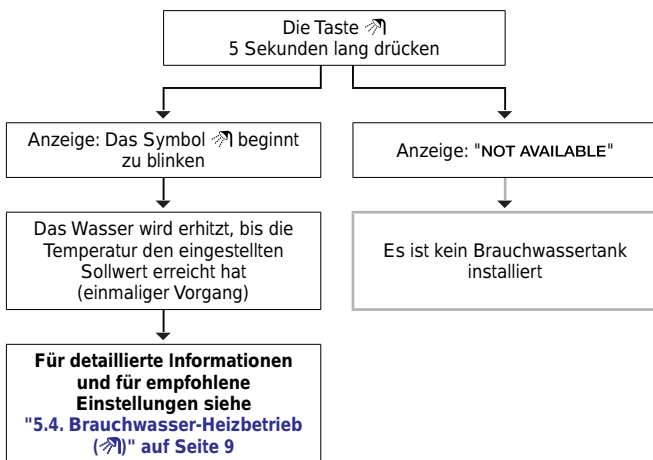 Die Taste
5 Sekunden lang drücken
Anzeige: Das Symbol beginnt
zu blinken
Anzeige: "NOT AVAILABLE"
Das Wasser wird erhitzt, bis die
Temperatur den eingestellten
Sollwert erreicht hat
(einmaliger Vorgang)
Es ist kein Brauchwassertank
installiert
Für detaillierte Informationen
und für empfohlene
Einstellungen siehe
"5.4. Brauchwasser-Heizbetrieb
()" auf Seite 9